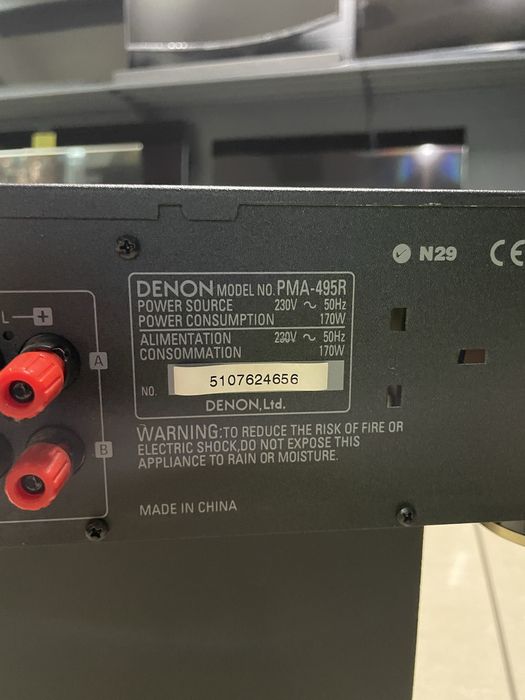 N29
CE
DENON MODEL NO. PMA-495R
POWER SOURCE 230V ~ 50Hz
POWER CONSUMPTION 170W
ALIMENTATION 230V ~ 50Hz
CONSOMMATION 170W
NO. 5107624656
DENON, Ltd.
WARNING:TO REDUCE THE RISK OF FIRE OR
ELECTRIC SHOCK,DO NOT EXPOSE THIS
APPLIANCE TO RAIN OR MOISTURE.
MADE IN CHINA
L +
A
B